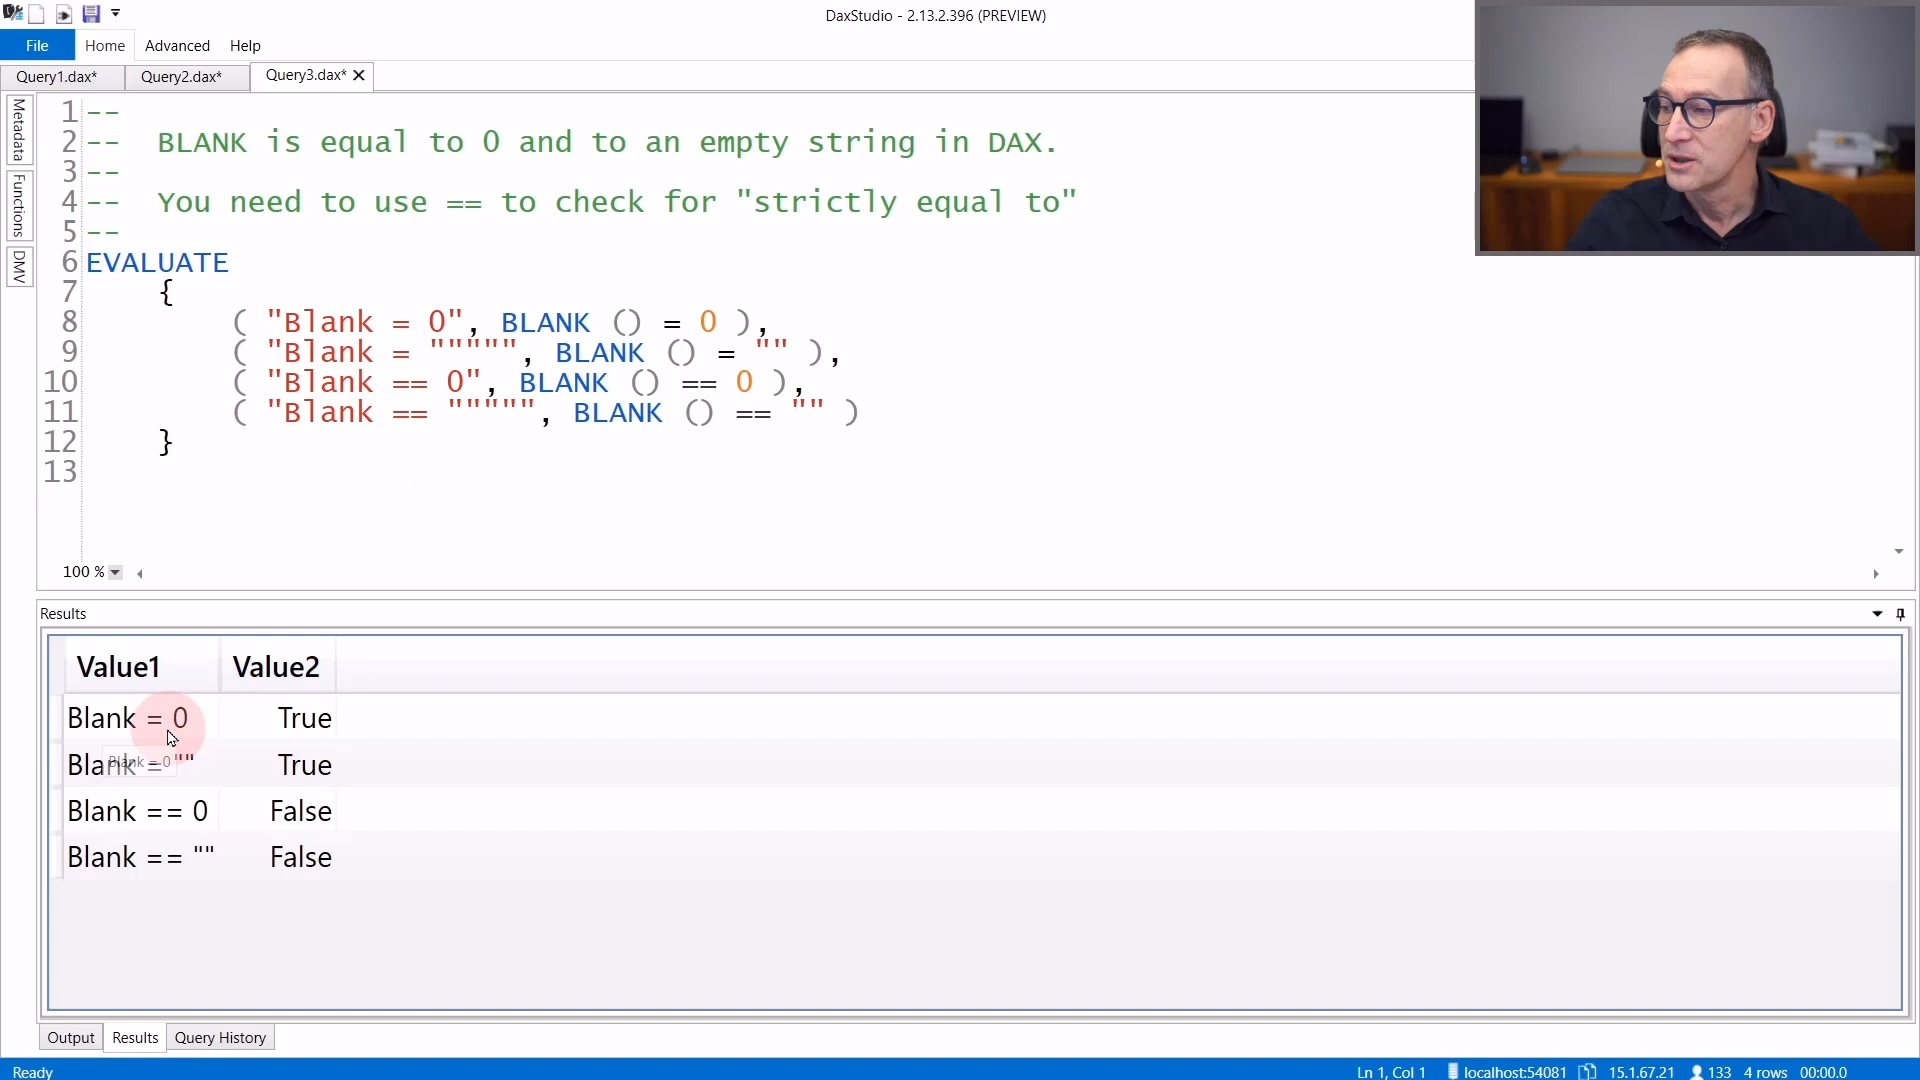 DaxStudio - 2.13.2.396 (PREVIEW)
File Home Advanced Help
Query1.dax* Query2.dax* Query3.dax*
Metadata
Functions
DMV
1 --
2 -- BLANK is equal to 0 and to an empty string in DAX.
3 --
4 -- You need to use == to check for "strictly equal to"
5 --
6 EVALUATE
7 {
8 ( "Blank = 0", BLANK () = 0 ),
9 ( "Blank = """"", BLANK () = "" ),
10 ( "Blank == 0", BLANK () == 0 ),
11 ( "Blank == """"", BLANK () == "" )
12 }
13
100 %
Results
Value1 Value2
Blank = 0 True
Blank = "" True
Blank = 0
Blank == 0 False
Blank == "" False
Output Results Query History
Ready Ln 1, Col 1 localhost:54081 15.1.67.21 133 4 rows 00:00.0